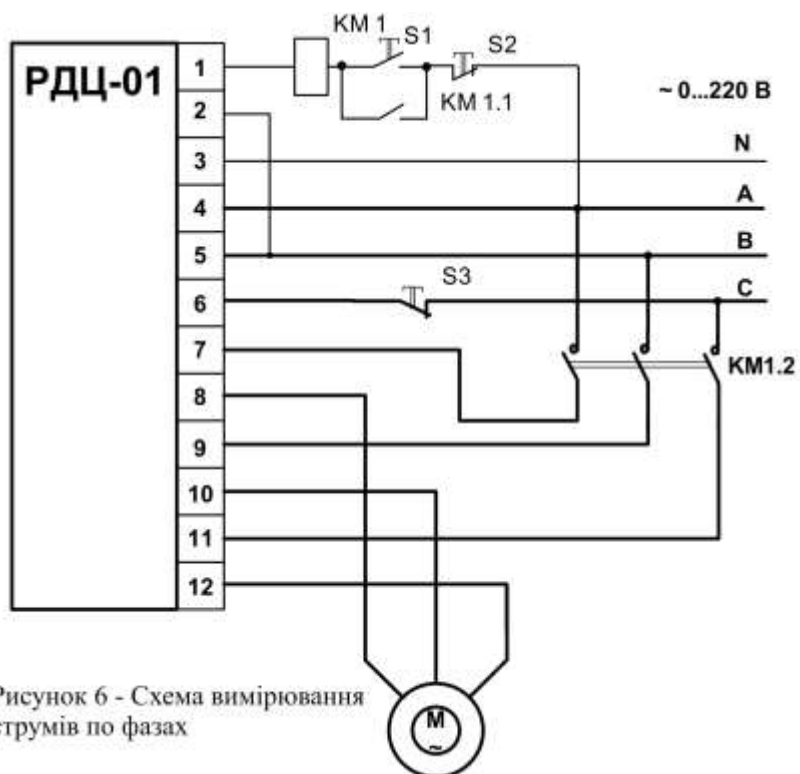 КМ 1
S1
S2
РДЦ-01
1
КМ 1.1
~ 0...220 В
2
N
3
A
4
B
5
S3
C
6
7
КМ1.2
8
9
10
11
12
Рисунок 6 - Схема вимірювання
струмів по фазах
М
~